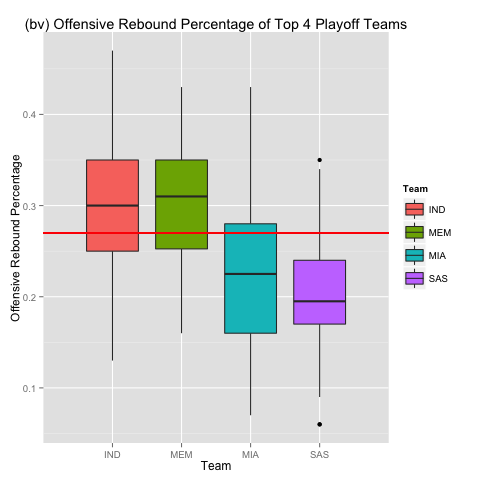 (bv) Offensive Rebound Percentage of Top 4 Playoff Teams
Offensive Rebound Percentage
0.4
0.3
0.2
0.1
IND
MEM
MIA
SAS
Team
Team
IND
MEM
MIA
SAS